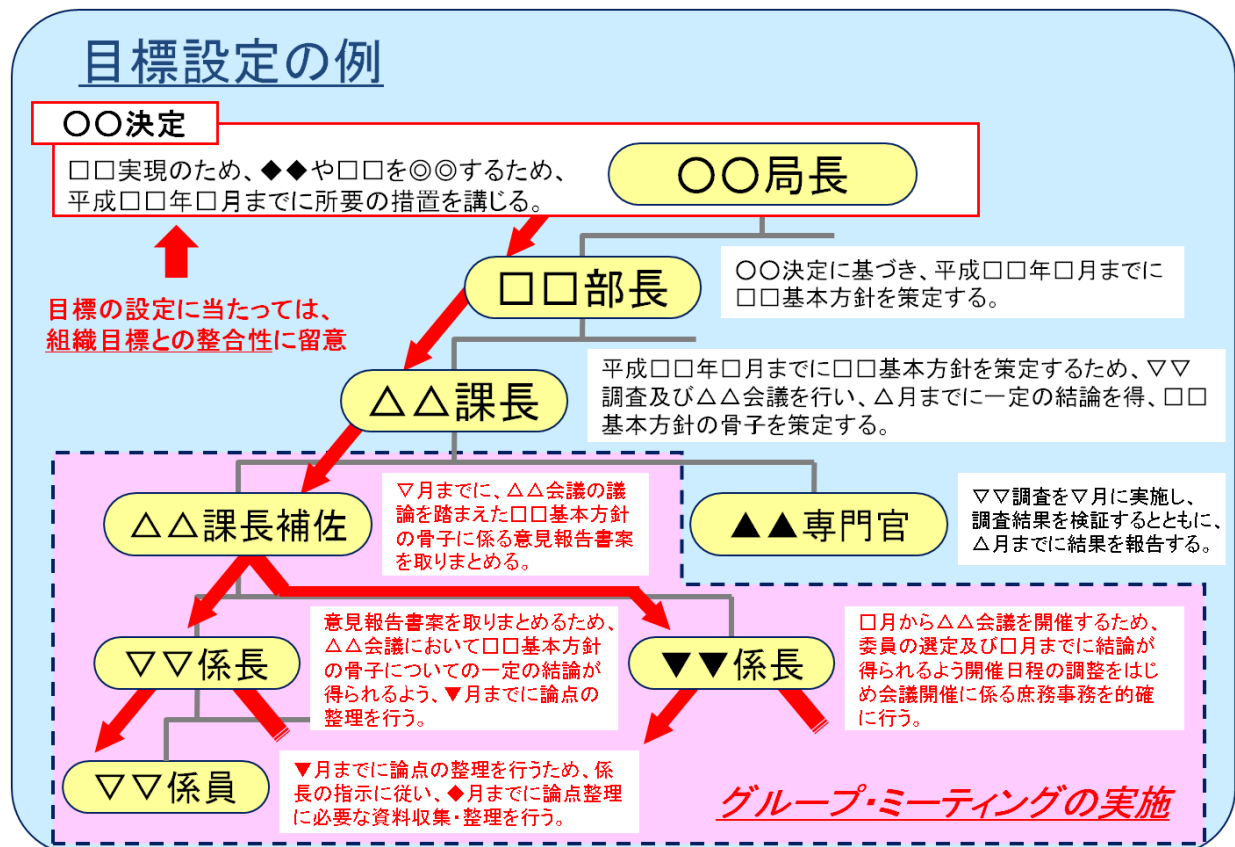 目標設定の例
〇〇決定
□□実現のため、◆◆や□□を◎◎するため、
平成□□年□月までに所要の措置を講じる。
〇〇局長
目標の設定に当たっては、
組織目標との整合性に留意
□□部長
〇〇決定に基づき、平成□□年□月までに
□□基本方針を策定する。
△△課長
平成□□年□月までに□□基本方針を策定するため、▽▽
調査及び△△会議を行い、△月までに一定の結論を得、□□
基本方針の骨子を策定する。
△△課長補佐
▽月までに、△△会議の議
論を踏まえた□□基本方針
の骨子に係る意見報告書案
を取りまとめる。
▲▲専門官
▽▽調査を▽月に実施し、
調査結果を検証するとともに、
△月までに結果を報告する。
▽▽係長
意見報告書案を取りまとめるため、
△△会議において□□基本方針
の骨子についての一定の結論が
得られるよう、▼月までに論点の
整理を行う。
▼▼係長
□月から△△会議を開催するため、
委員の選定及び□月までに結論が
得られるよう開催日程の調整をはじ
め会議開催に係る庶務事務を的確
に行う。
▽▽係員
▼月までに論点の整理を行うため、係
長の指示に従い、◆月までに論点整理
に必要な資料収集・整理を行う。
グループ・ミーティングの実施